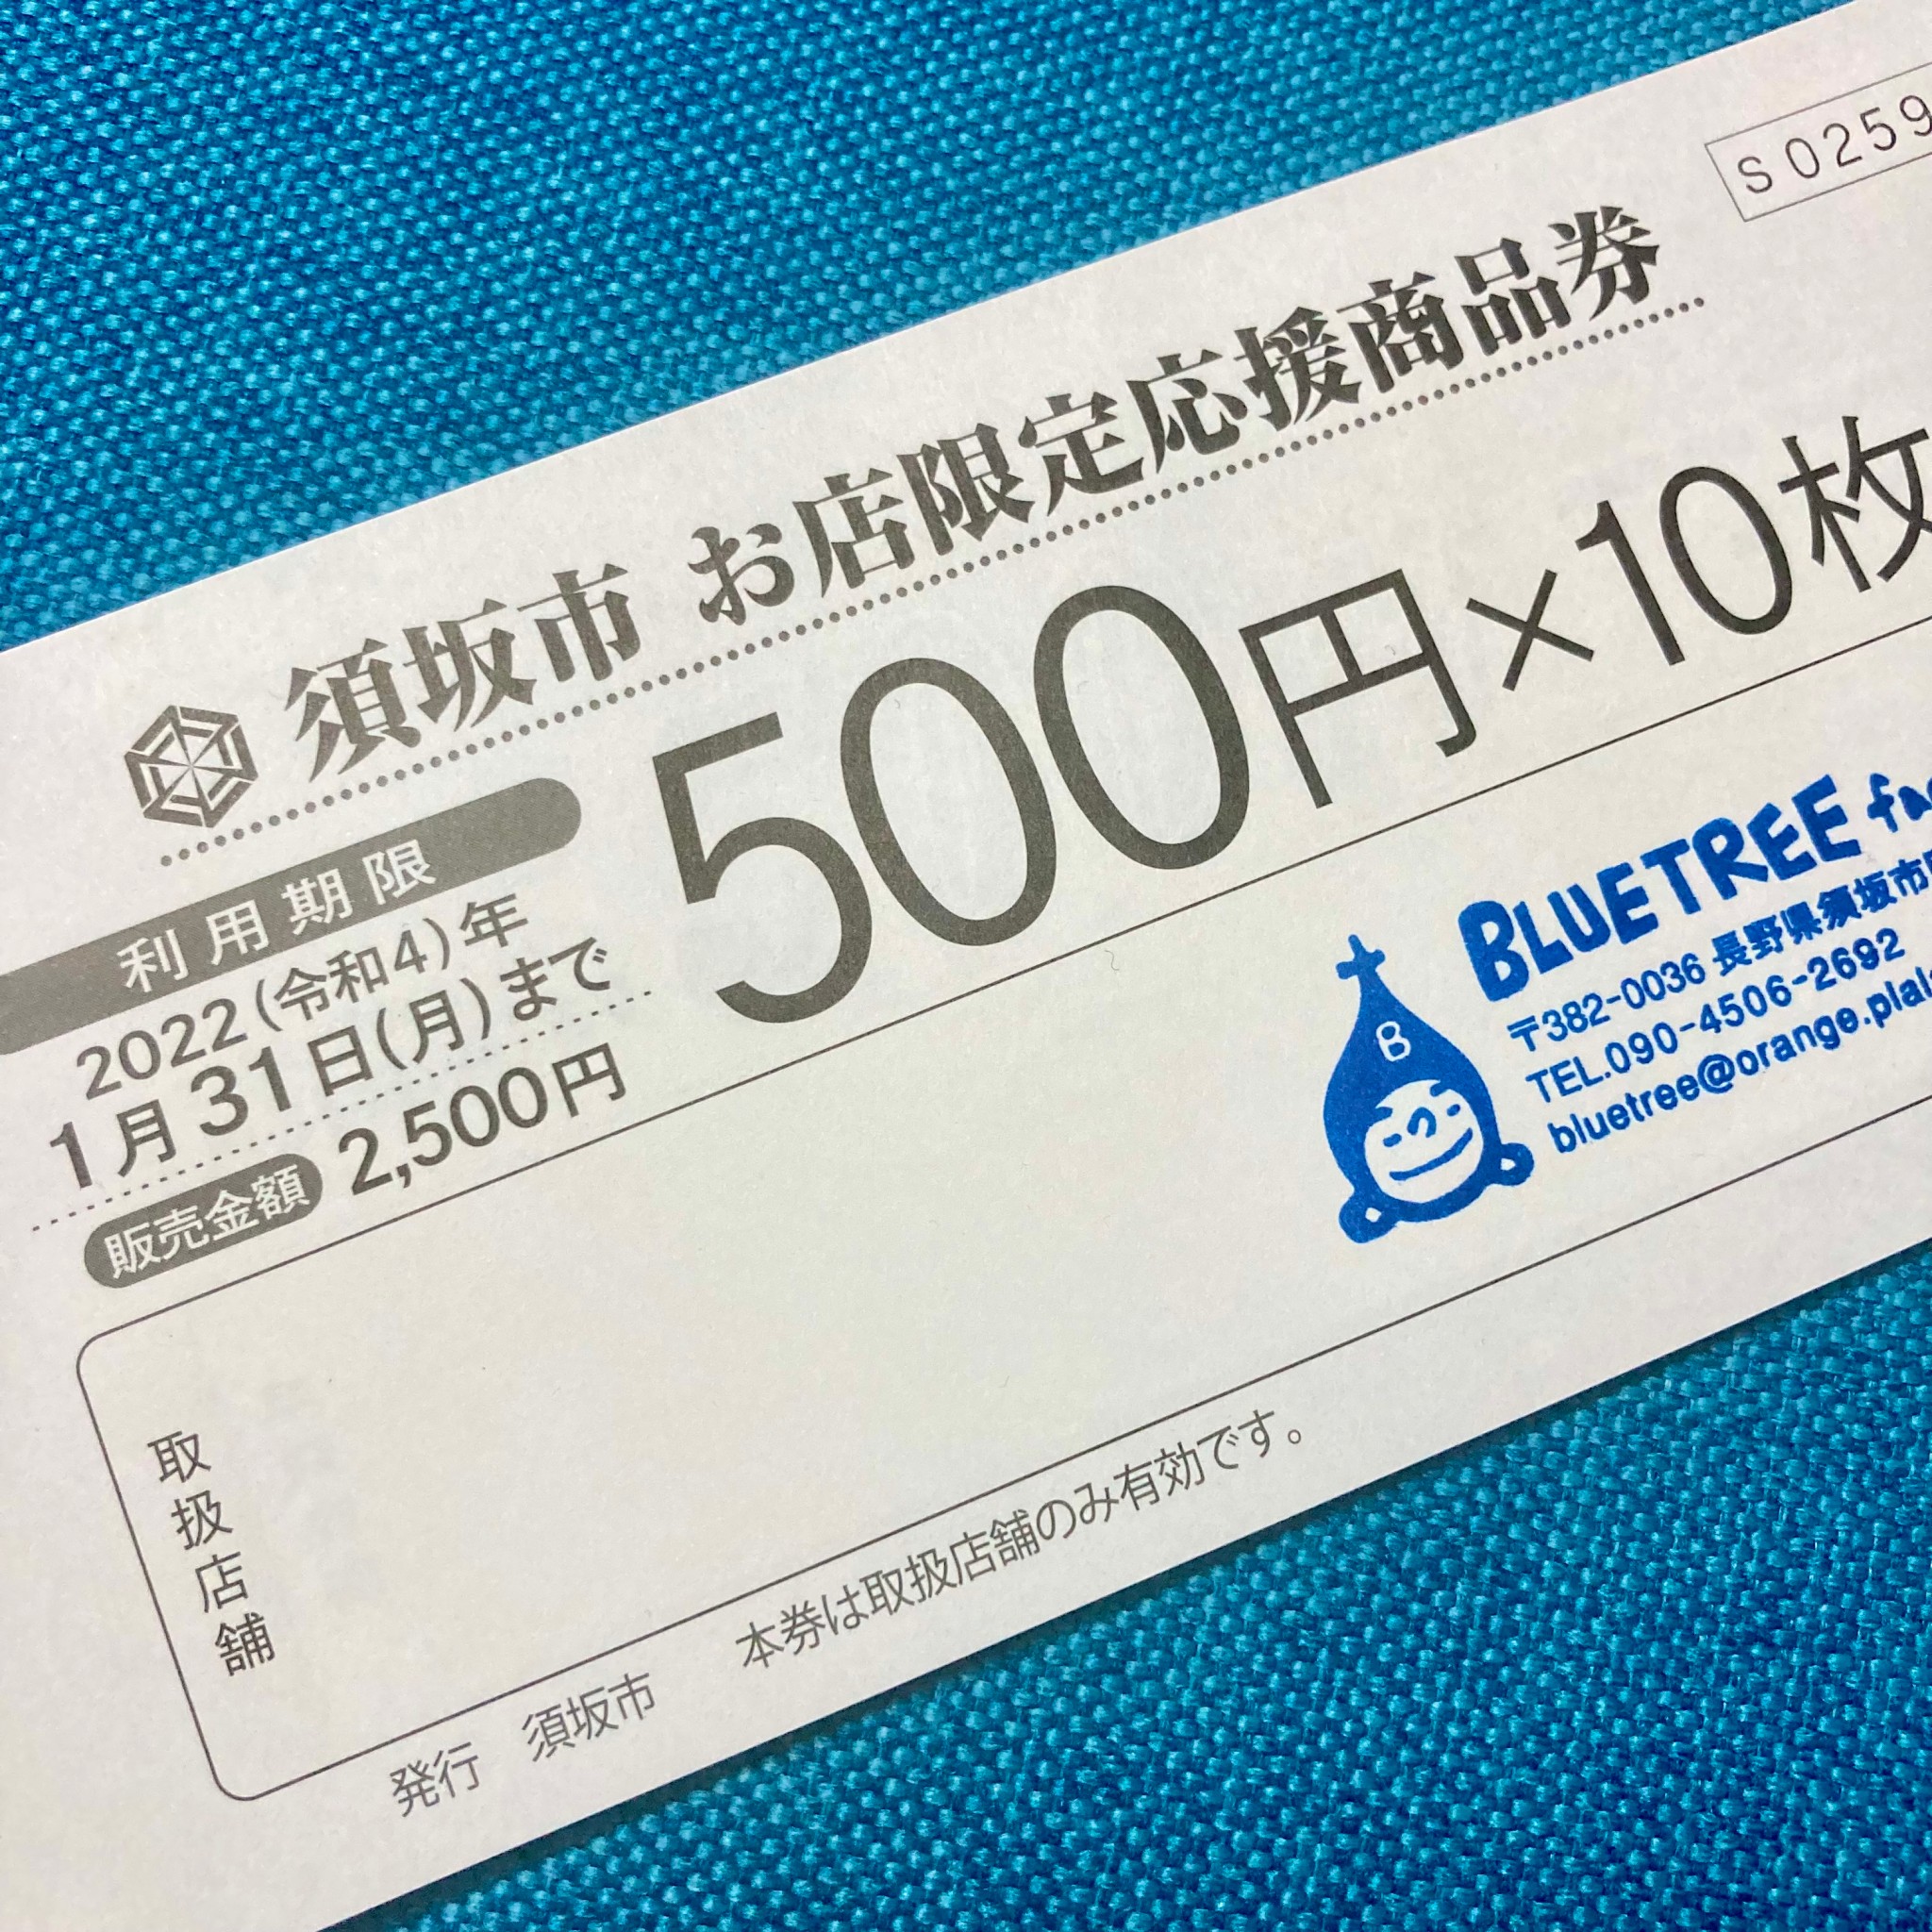 S0259
須坂市 お店限定応援商品券
利用期限
2022(令和4)年
1月31日(月)まで
販売金額 2,500円
500円×10枚
取扱店舗
B
BLUETREE
〒382-0036 長野県須坂市
TEL.090-4506-2692
bluetree@orange.plala
発行 須坂市 本券は取扱店舗のみ有効です。